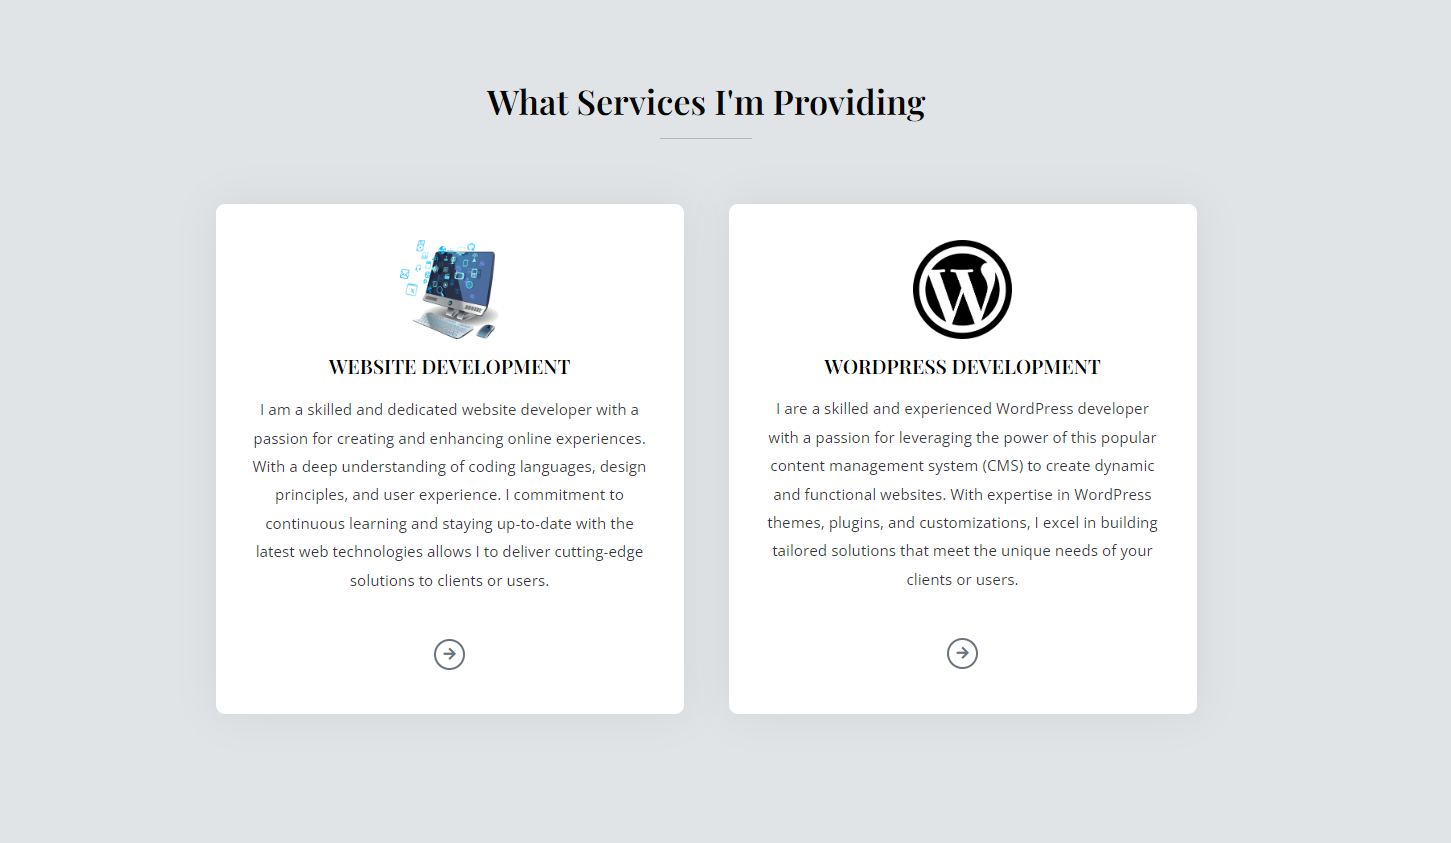 What Services I'm Providing
WEBSITE DEVELOPMENT
I am a skilled and dedicated website developer with a
passion for creating and enhancing online experiences.
With a deep understanding of coding languages, design
principles, and user experience. I commitment to
continuous learning and staying up-to-date with the
latest web technologies allows I to deliver cutting-edge
solutions to clients or users.
WORDPRESS DEVELOPMENT
I are a skilled and experienced WordPress developer
with a passion for leveraging the power of this popular
content management system (CMS) to create dynamic
and functional websites. With expertise in WordPress
themes, plugins, and customizations, I excel in building
tailored solutions that meet the unique needs of your
clients or users.